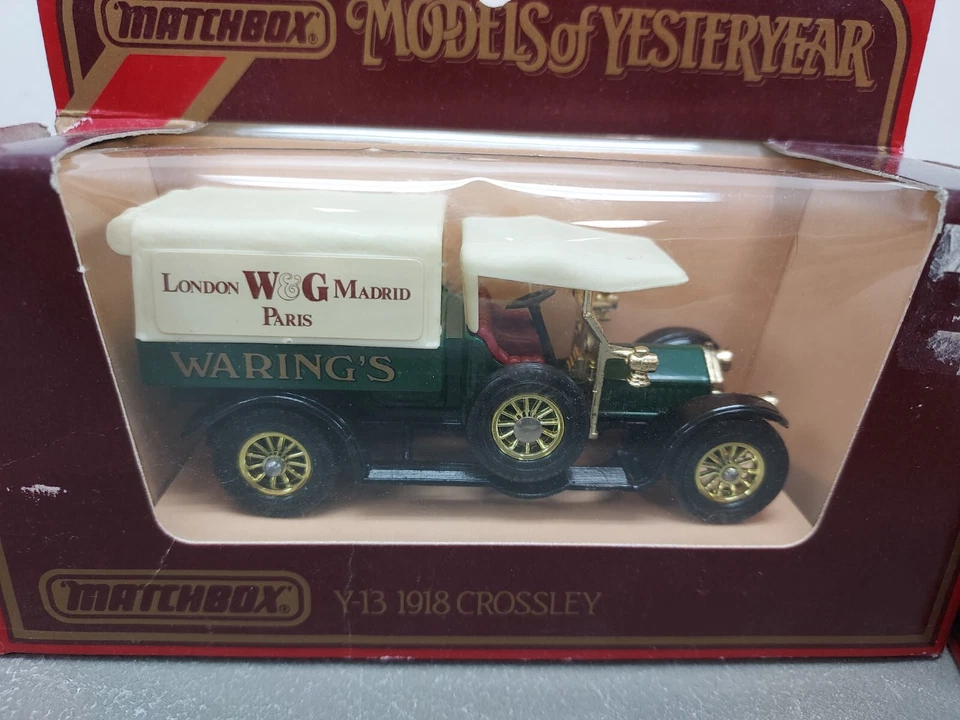 MATCHBOX®
MODELS of YESTERYEAR
LONDON W&G MADRID
PARIS
WARING'S
MATCHBOX®
Y-13 1918 CROSSLEY